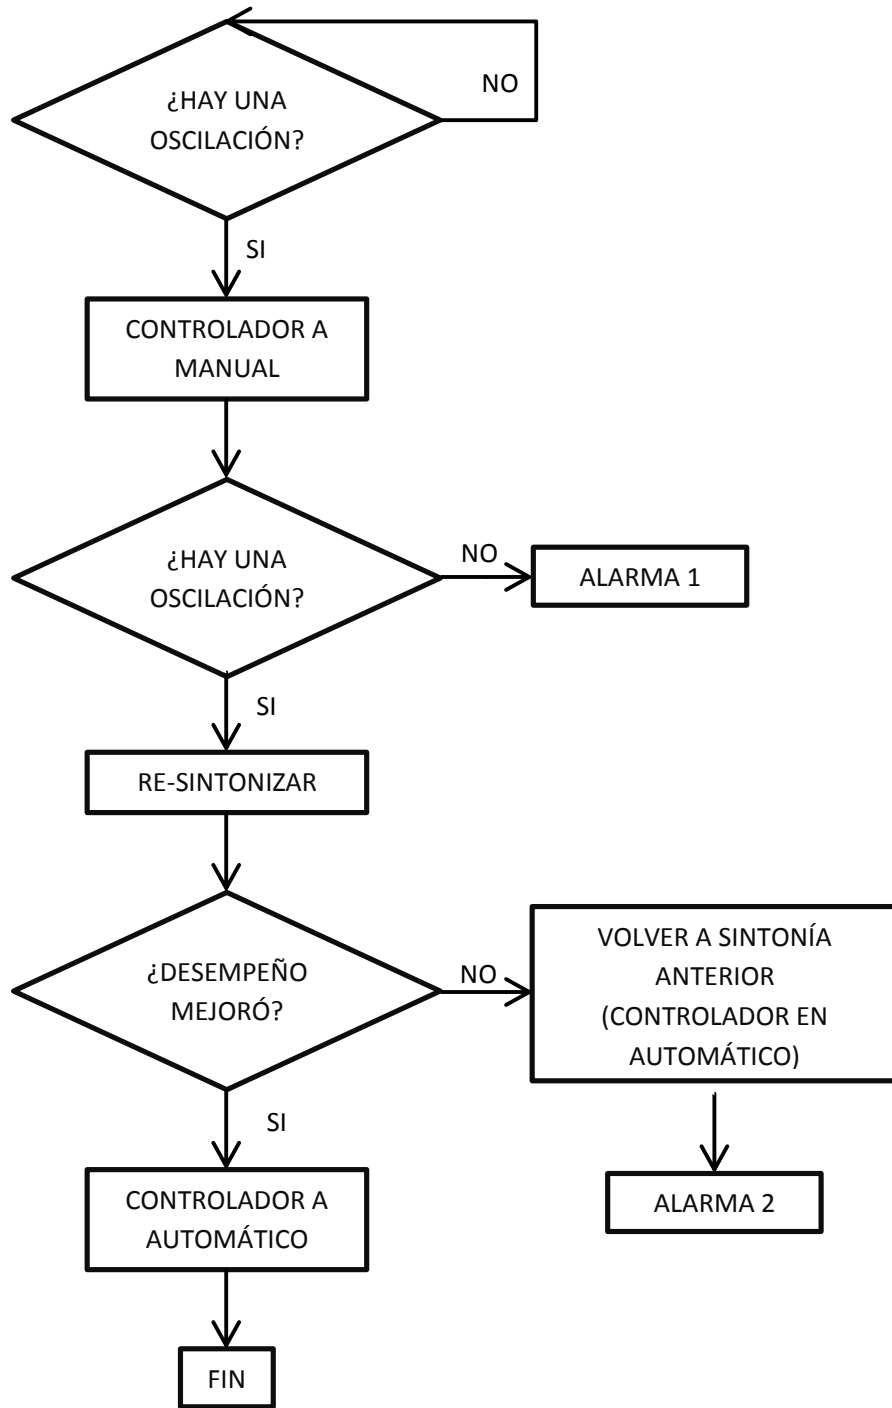 ¿HAY UNA
OSCILACIÓN?
NO
SI
CONTROLADOR A
MANUAL
¿HAY UNA
OSCILACIÓN?
NO
ALARMA 1
SI
RE-SINTONIZAR
¿DESEMPEÑO
MEJORÓ?
NO
VOLVER A SINTONÍA
ANTERIOR
(CONTROLADOR EN
AUTOMÁTICO)
SI
CONTROLADOR A
AUTOMÁTICO
ALARMA 2
FIN